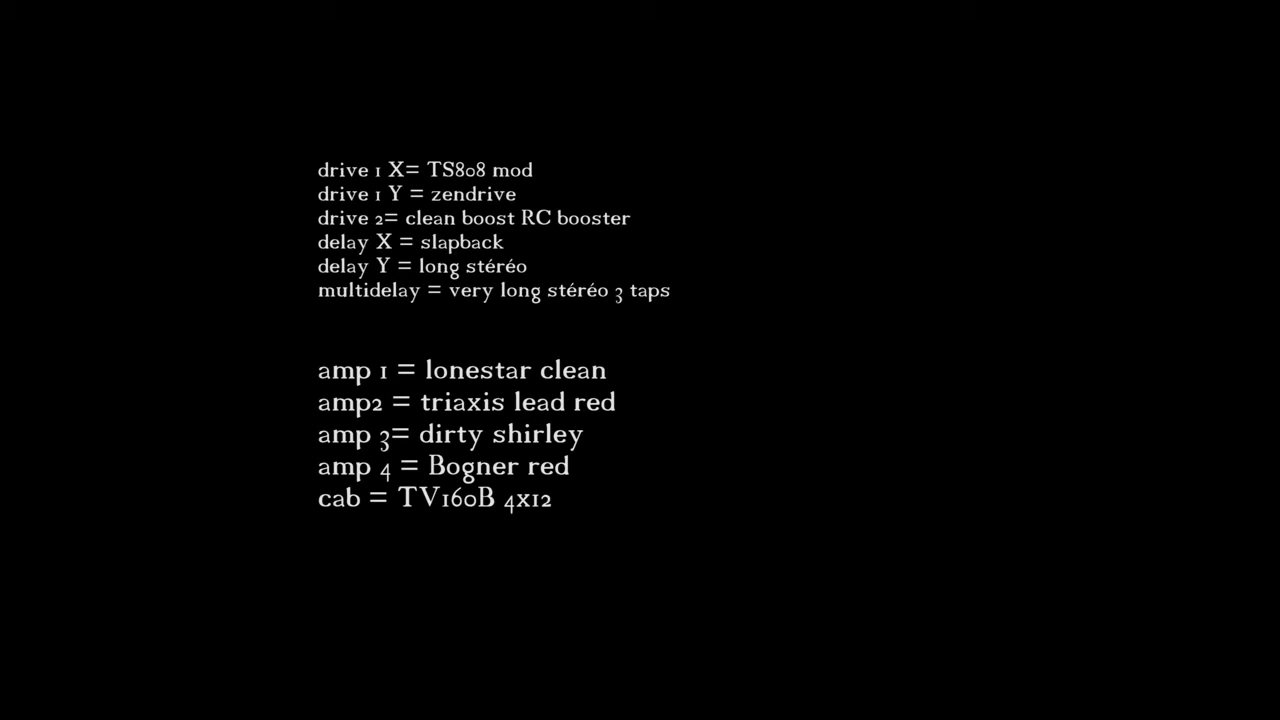 drive 1 X= TS808 mod
drive 1 Y = zendrive
drive 2= clean boost RC booster
delay X = slapback
delay Y = long stéréo
multidelay = very long stéréo 3 taps
amp 1 = lonestar clean
amp2 = triaxis lead red
amp 3= dirty shirley
amp 4 = Bogner red
cab = TV160B 4x12